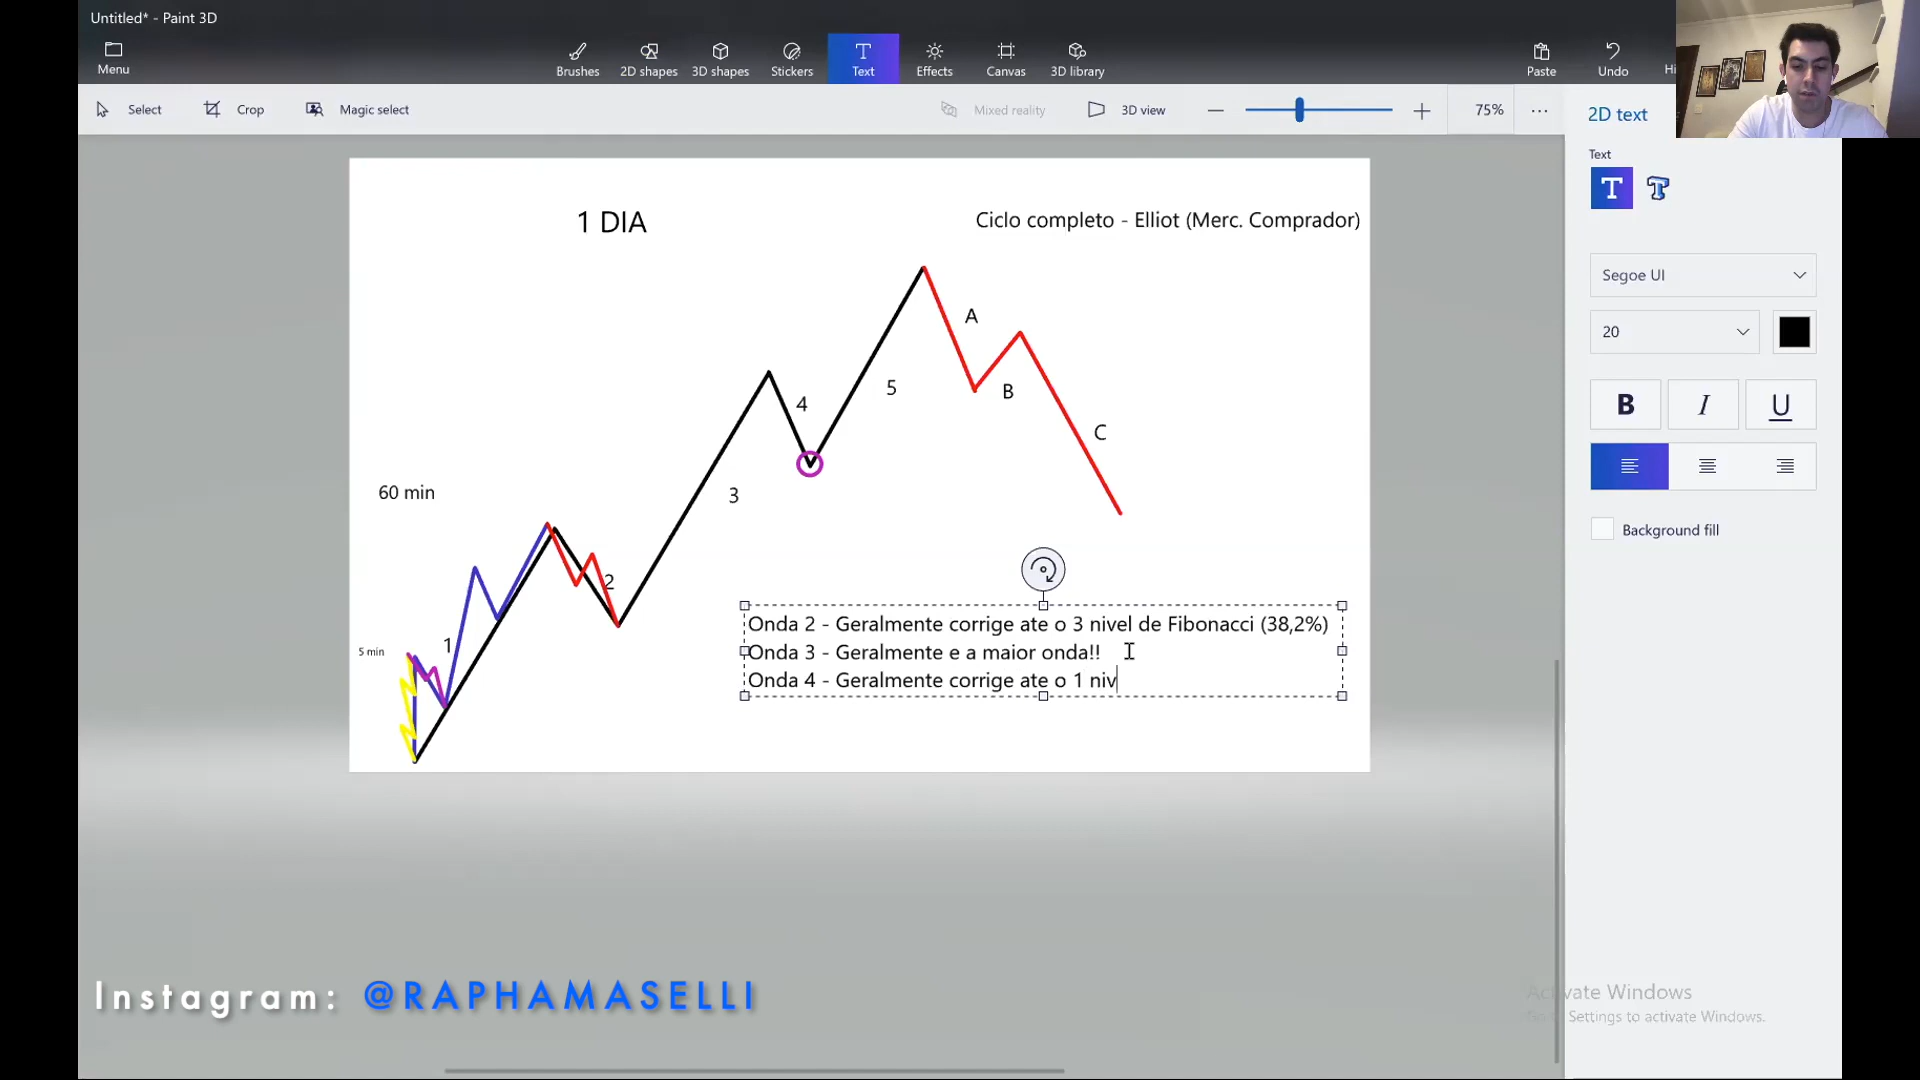 Untitled* - Paint 3D
Menu
Brushes
2D shapes
3D shapes
Stickers
Text
Effects
Canvas
3D library
Paste
Undo
Hi
Select
Crop
Magic select
Mixed reality
3D view
75%
2D text
Text
Segoe UI
20
B
I
U
Background fill
1 DIA
Ciclo completo - Elliot (Merc. Comprador)
A
5
B
4
C
3
60 min
2
1
5 min
Onda 2 - Geralmente corrige ate o 3 nivel de Fibonacci (38,2%)
Onda 3 - Geralmente e a maior onda!!
Onda 4 - Geralmente corrige ate o 1 niv
Instagram: @RAPHAMASELLI
Activate Windows
Settings to activate Windows.